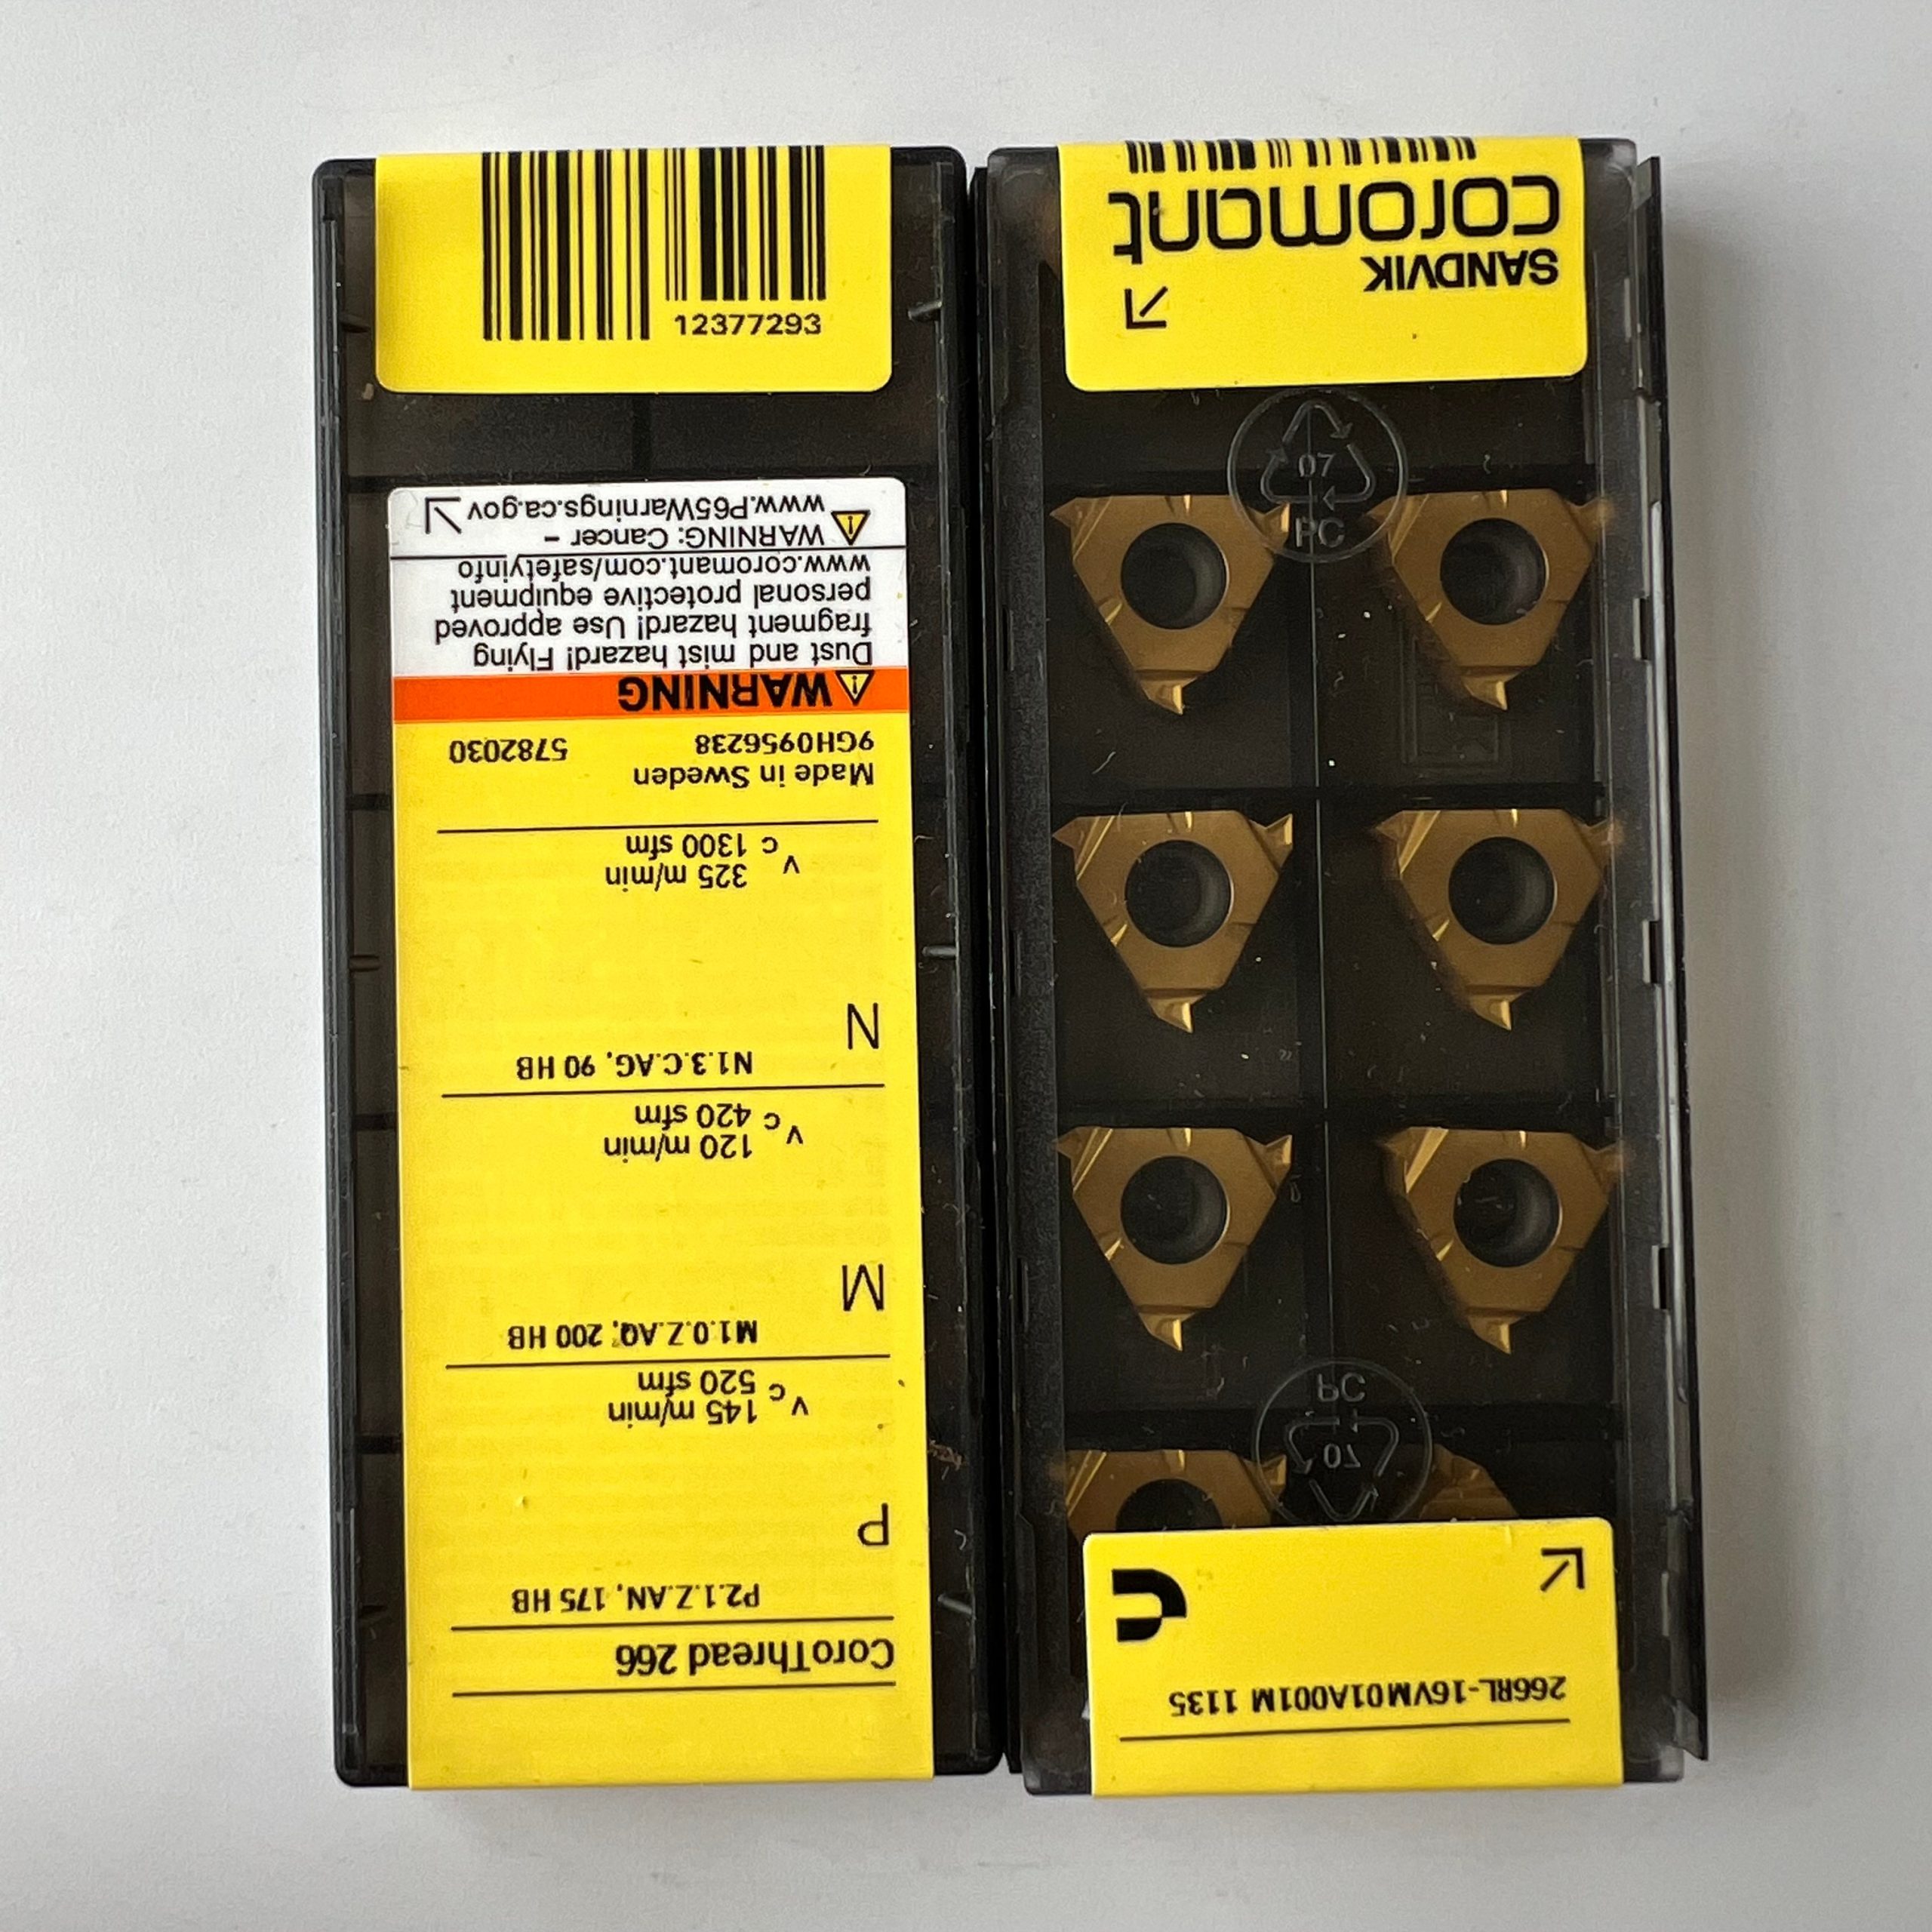 CoroThread 266
P2.1.Z.AN, 175 HB
P
vc 145 m/min
520 sfm
M1.0.Z.AQ, 200 HB
M
vc 120 m/min
420 sfm
N1.3.C.AG, 90 HB
N
vc 325 m/min
1300 sfm
Made in Sweden
9GH0956238 5782030
WARNING
Dust and mist hazard! Flying
fragment hazard! Use approved
personal protective equipment
www.coromant.com/safetyinfo
WARNING: Cancer -
www.P65Warnings.ca.gov
12377293
266RL-16VM01A001M 1135
07
PC
SANDVIK
coromant
07
PC